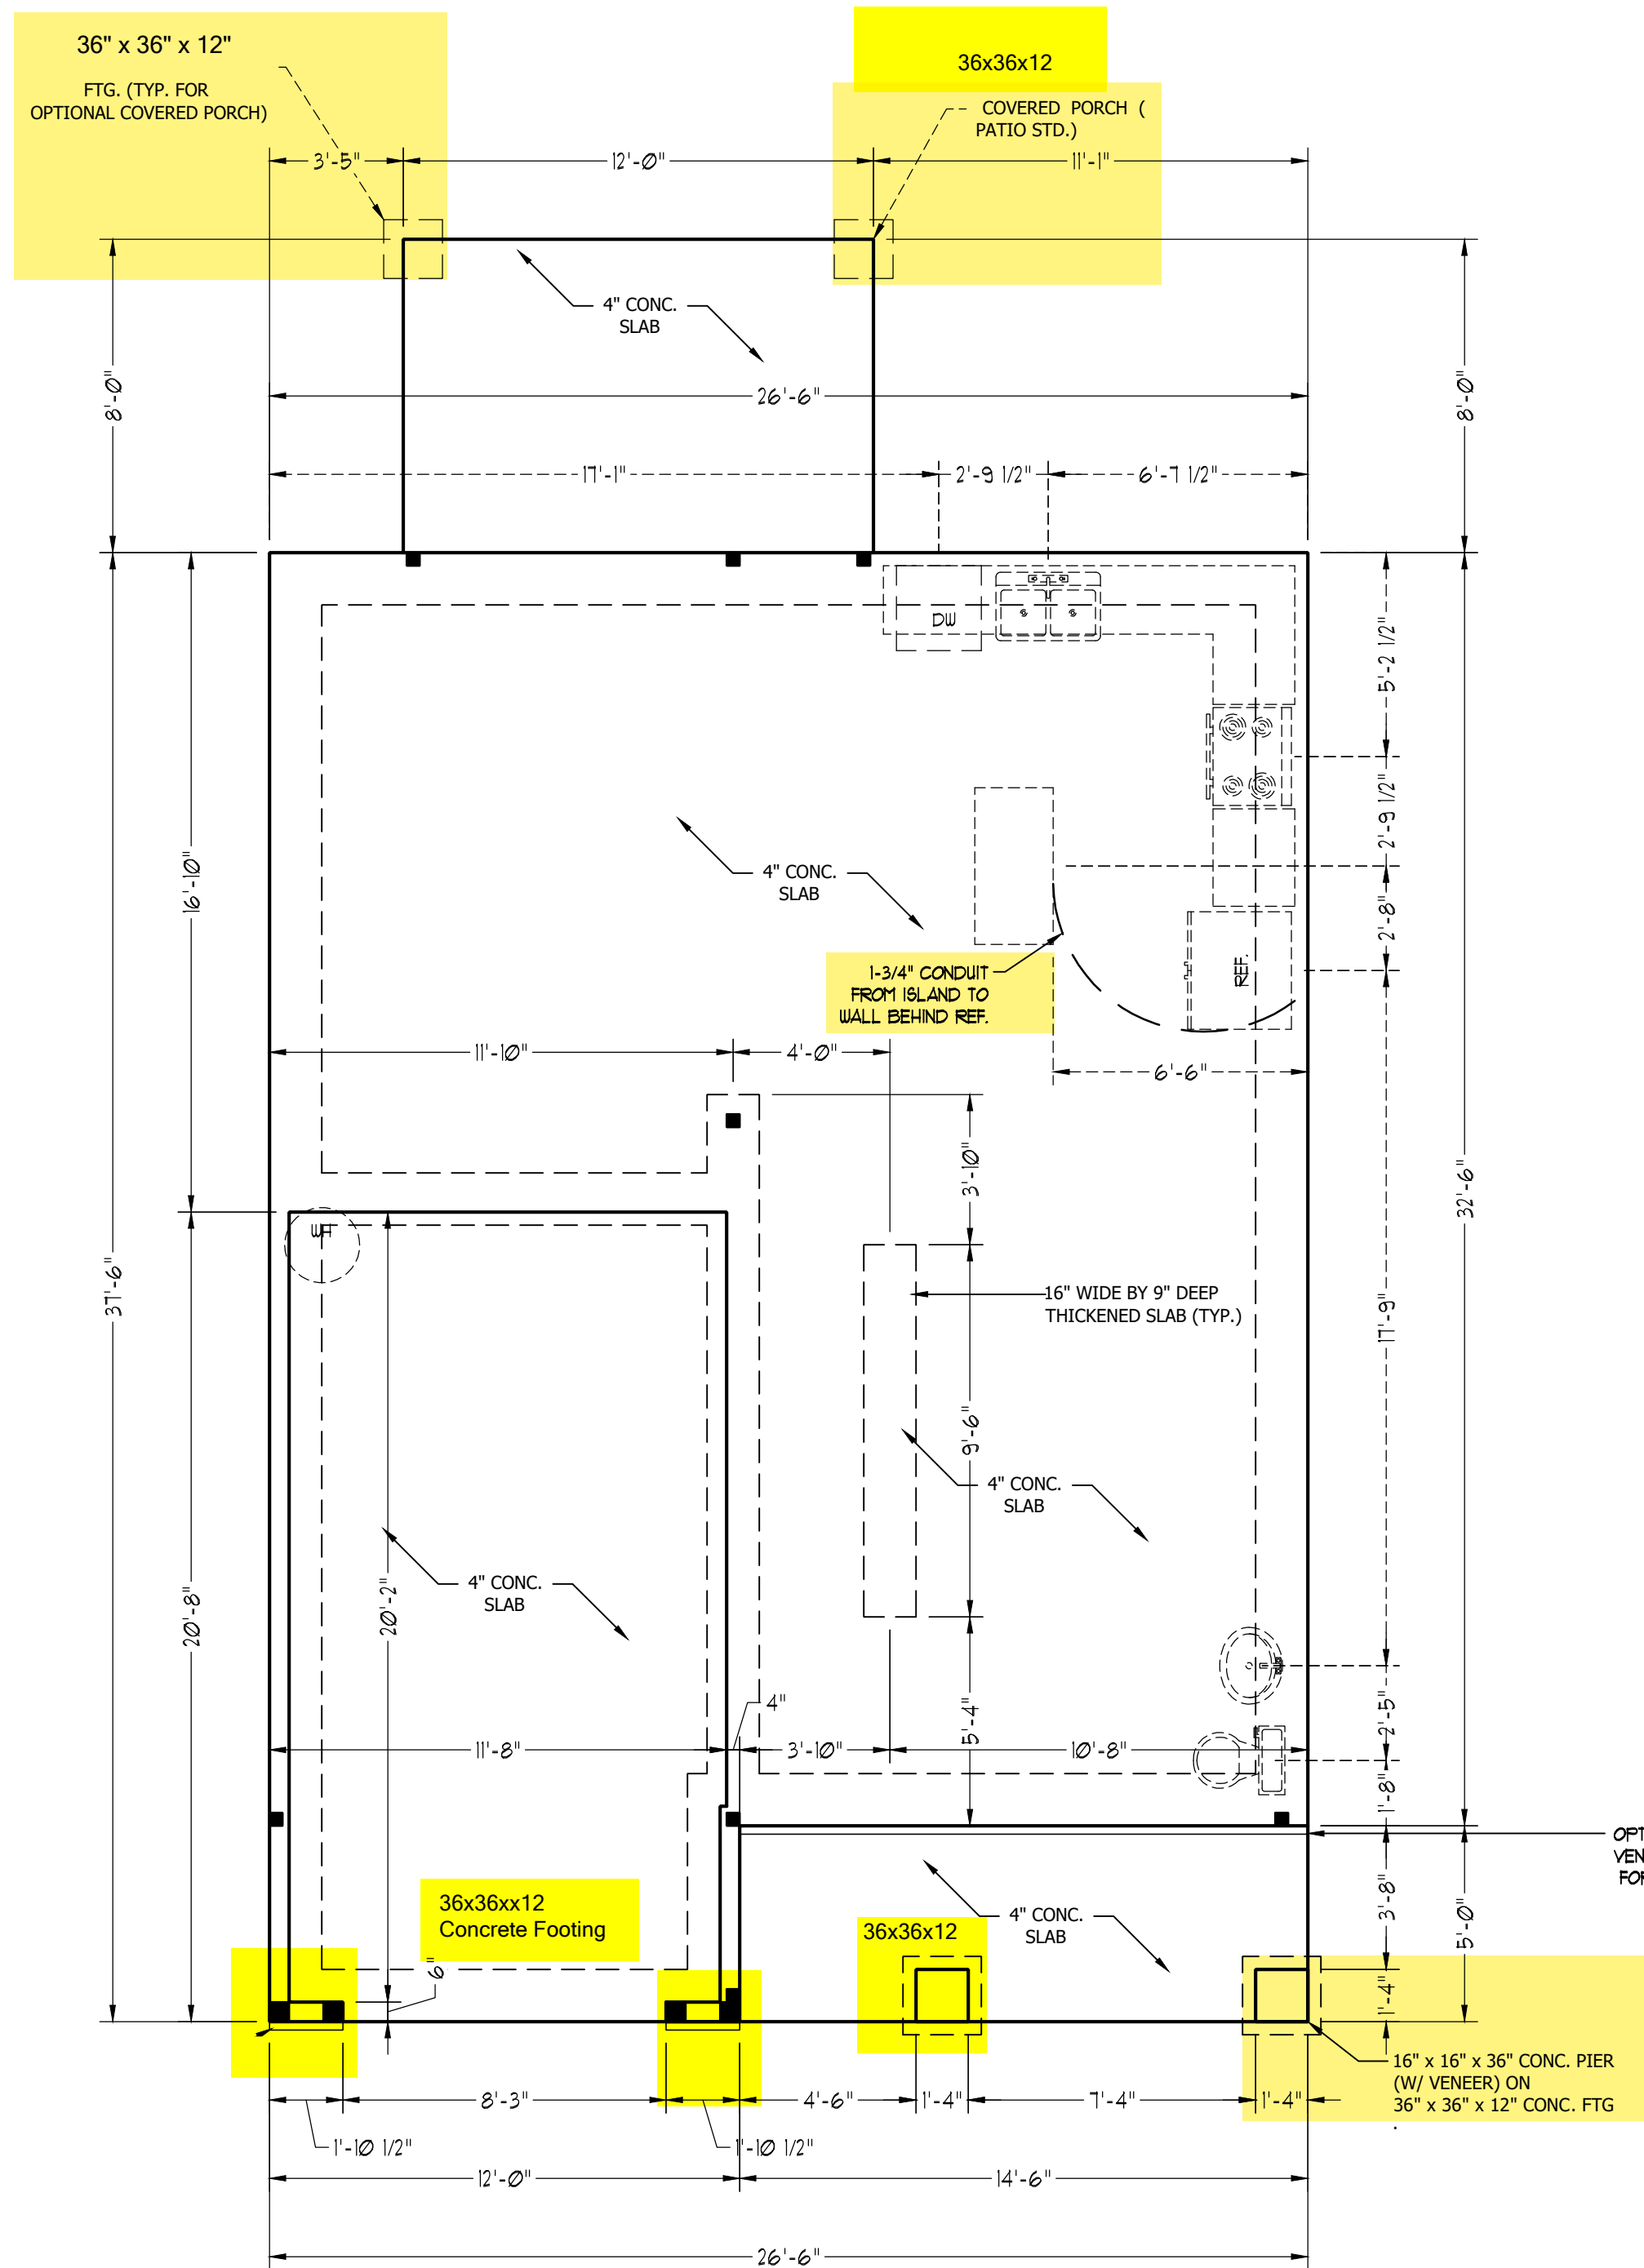 36" x 36" x 12"
FTG. (TYP. FOR
OPTIONAL COVERED PORCH)
36x36x12
COVERED PORCH (
PATIO STD.)
3'-5"
12'-0"
11'-1"
4" CONC.
SLAB
8'-0"
8'-0"
26'-6"
17'-1"
2'-9 1/2"
6'-7 1/2"
DW
5'-2 1/2"
2'-9 1/2"
16'-10"
4" CONC.
SLAB
2'-8"
REF.
1-3/4" CONDUIT
FROM ISLAND TO
WALL BEHIND REF.
11'-10"
4'-0"
6'-6"
3'-10"
32'-6"
WH
37'-6"
16" WIDE BY 9" DEEP
THICKENED SLAB (TYP.)
17'-9"
9'-6"
4" CONC.
SLAB
4" CONC.
SLAB
20'-2"
20'-8"
4"
5'-4"
2'-5"
11'-8"
3'-10"
10'-8"
1'-8"
OPT
VEN
FOR
36x36xx12
Concrete Footing
3'-8"
5'-0"
4" CONC.
SLAB
36x36x12
6"
1'-4"
16" x 16" x 36" CONC. PIER
(W/ VENEER) ON
36" x 36" x 12" CONC. FTG
.
8'-3"
4'-6"
1'-4"
7'-4"
1'-4"
1'-10 1/2"
1'-10 1/2"
12'-0"
14'-6"
26'-6"